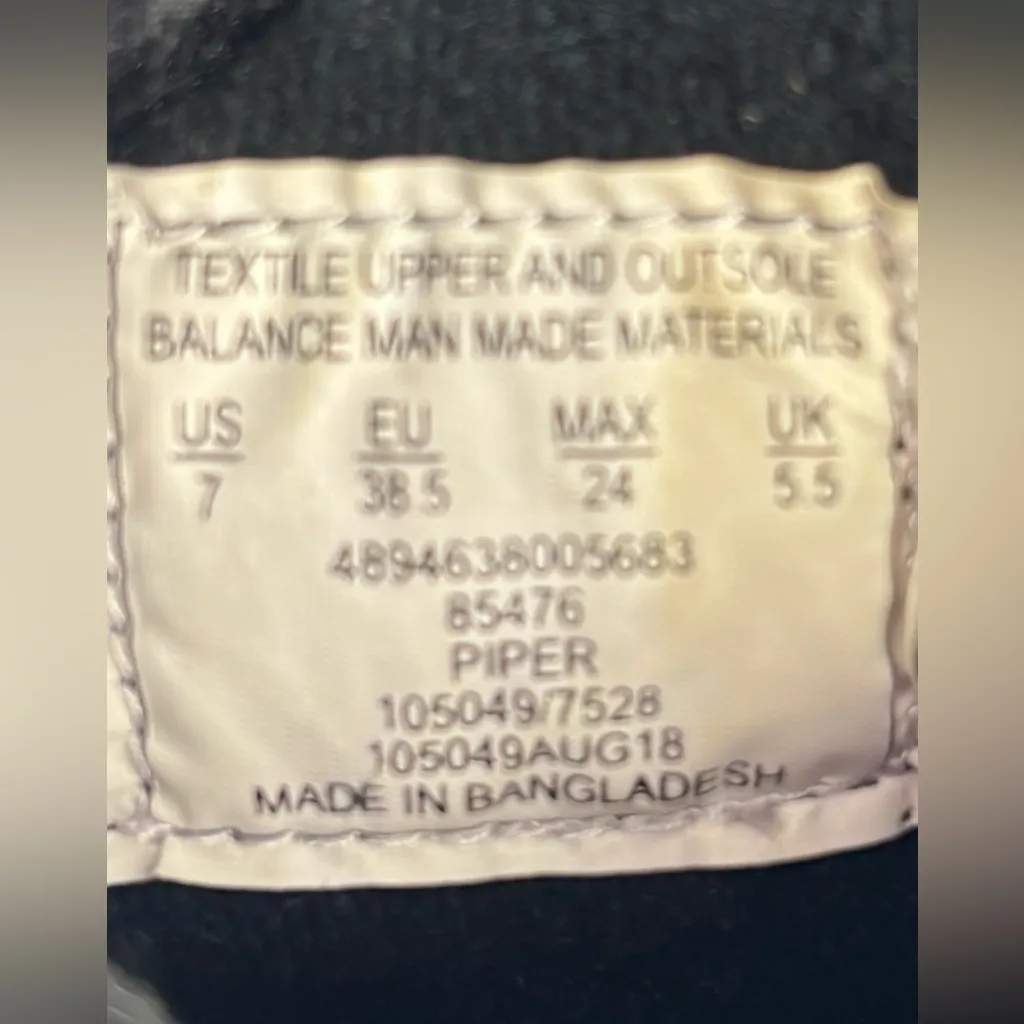 TEXTILE UPPER AND OUTSOLE
BALANCE MAN MADE MATERIALS
US EU MAX UK
7 38.5 24 5.5
4894638005683
85476
PIPER
105049/7528
105049AUG18
MADE IN BANGLADESH